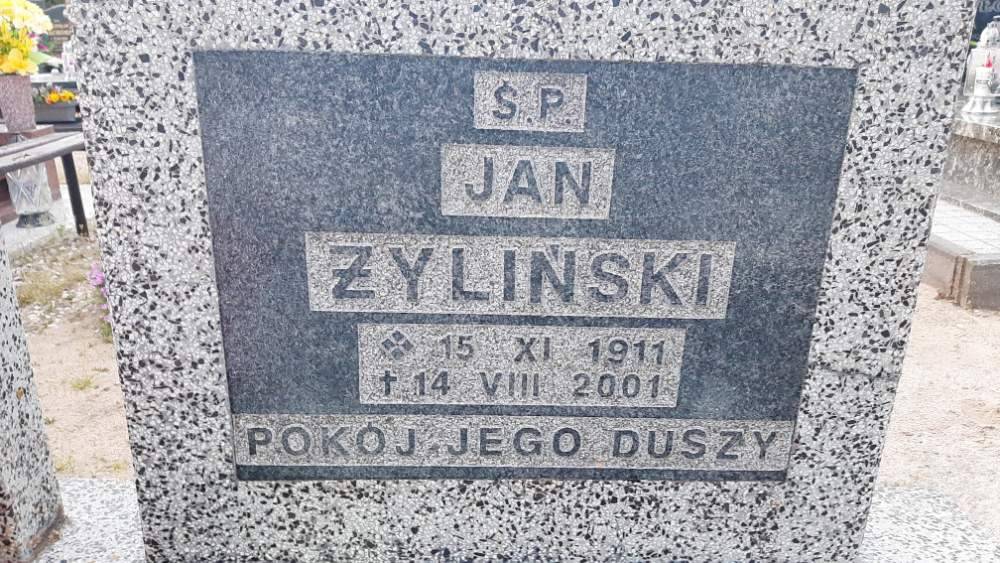 Ś.P.
JAN
ŻYLIŃSKI
15 XI 1911
✝ 14 VIII 2001
POKÓJ JEGO DUSZY